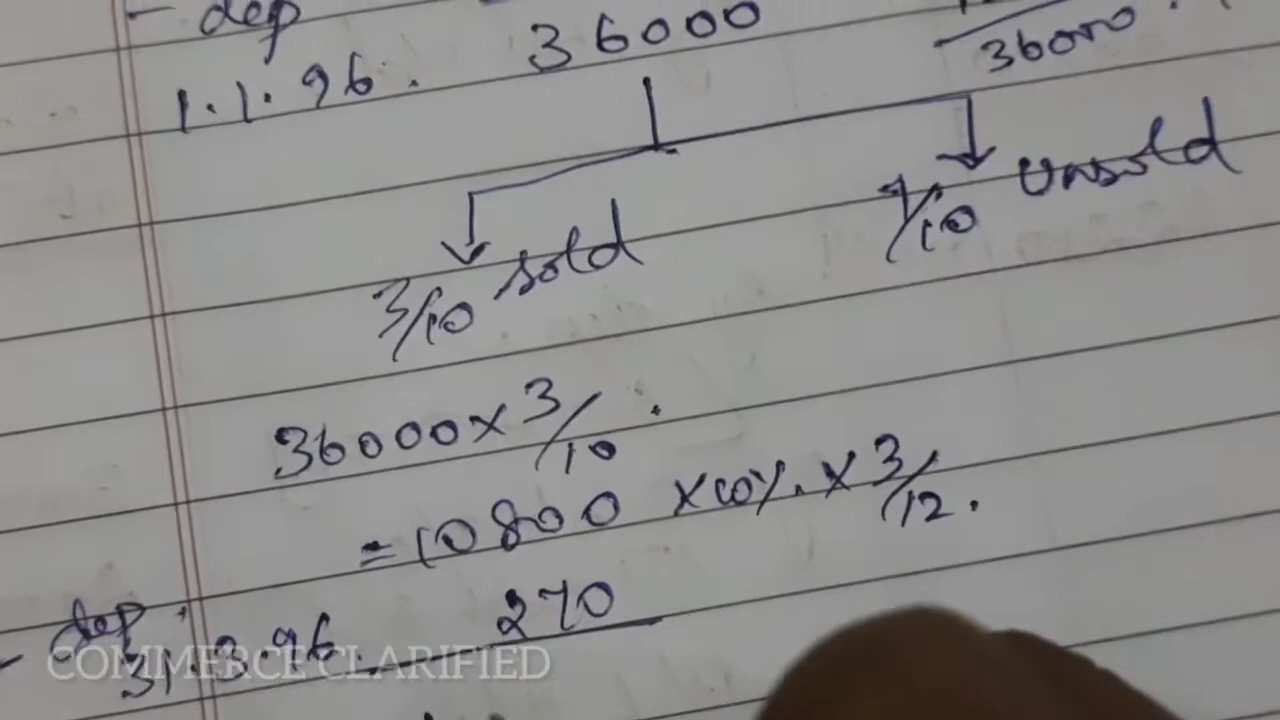 - dep
1.1.96. 36000 36000
3/10 sold 7/10 unsold
36000 x 3/10
= 10800 x 10%. x 3/12.
- dep 31.3.96. 270
COMMERCE CLARIFIED